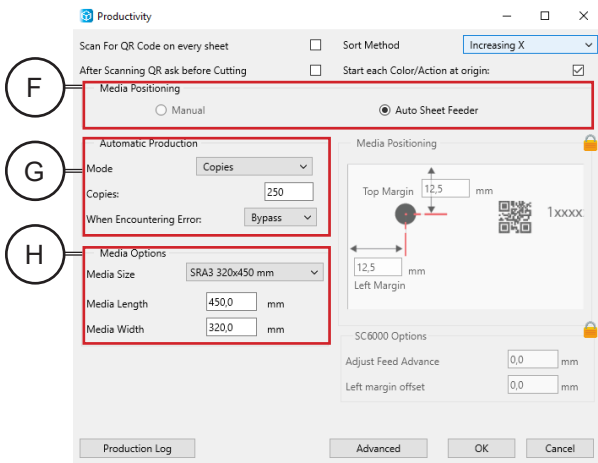 Productivity
Scan For QR Code on every sheet
Sort Method Increasing X
After Scanning QR ask before Cutting
Start each Color/Action at origin:
F
Media Positioning
Manual Auto Sheet Feeder
G
Automatic Production
Mode Copies
Copies: 250
When Encountering Error: Bypass
Media Positioning
Top Margin 12,5 mm
1xxxx
12,5 mm
Left Margin
H
Media Options
Media Size SRA3 320x450 mm
Media Length 450,0 mm
Media Width 320,0 mm
SC6000 Options
Adjust Feed Advance 0,0 mm
Left margin offset 0,0 mm
Production Log Advanced OK Cancel